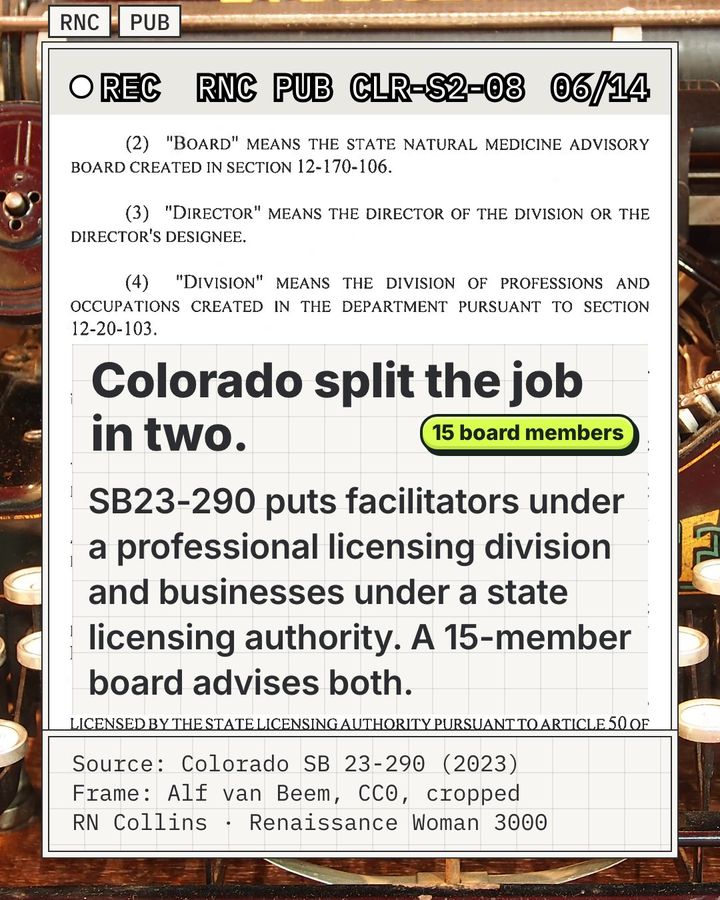 RNC PUB
REC RNC PUB CLR-S2-08 06/14
(2) "BOARD" MEANS THE STATE NATURAL MEDICINE ADVISORY
BOARD CREATED IN SECTION 12-170-106.
(3) "DIRECTOR" MEANS THE DIRECTOR OF THE DIVISION OR THE
DIRECTOR'S DESIGNEE.
(4) "DIVISION" MEANS THE DIVISION OF PROFESSIONS AND
OCCUPATIONS CREATED IN THE DEPARTMENT PURSUANT TO SECTION
12-20-103.
Colorado split the job
in two.
15 board members
SB23-290 puts facilitators under
a professional licensing division
and businesses under a state
licensing authority. A 15-member
board advises both.
LICENSED BY THE STATE LICENSING AUTHORITY PURSUANT TO ARTICLE 50 OF
Source: Colorado SB 23-290 (2023)
Frame: Alf van Beem, CC0, cropped
RN Collins · Renaissance Woman 3000